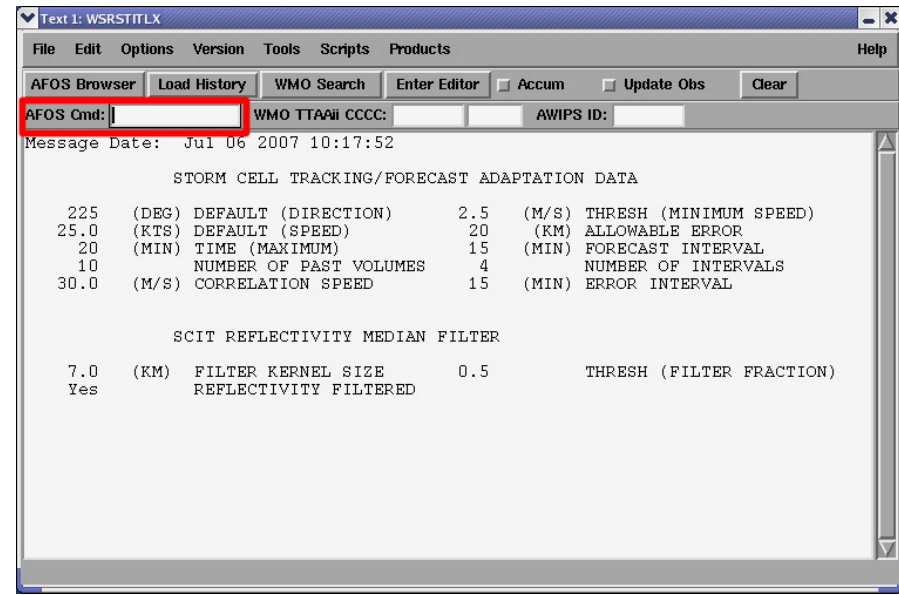 Text 1: WSRSTITLX
File Edit Options Version Tools Scripts Products Help
AFOS Browser Load History WMO Search Enter Editor Accum Update Obs Clear
AFOS Cmd: WMO TTAAii CCCC: AWIPS ID:
Message Date: Jul 06 2007 10:17:52
STORM CELL TRACKING/FORECAST ADAPTATION DATA
225 (DEG) DEFAULT (DIRECTION) 2.5 (M/S) THRESH (MINIMUM SPEED)
25.0 (KTS) DEFAULT (SPEED) 20 (KM) ALLOWABLE ERROR
20 (MIN) TIME (MAXIMUM) 15 (MIN) FORECAST INTERVAL
10 NUMBER OF PAST VOLUMES 4 NUMBER OF INTERVALS
30.0 (M/S) CORRELATION SPEED 15 (MIN) ERROR INTERVAL
SCIT REFLECTIVITY MEDIAN FILTER
7.0 (KM) FILTER KERNEL SIZE 0.5 THRESH (FILTER FRACTION)
Yes REFLECTIVITY FILTERED